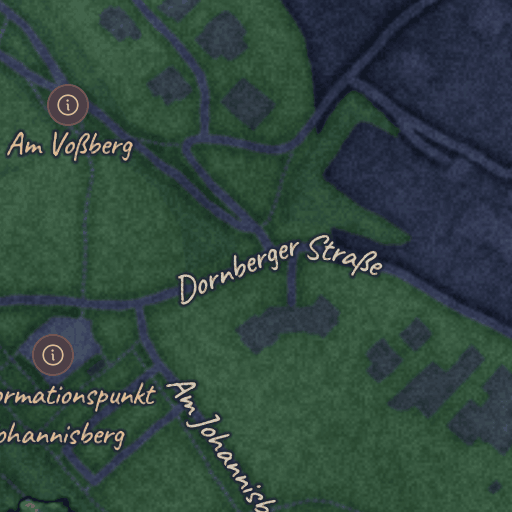 Am Voßberg
Dornberger Straße
ormationspunkt
ohannisberg
Am Johannisb